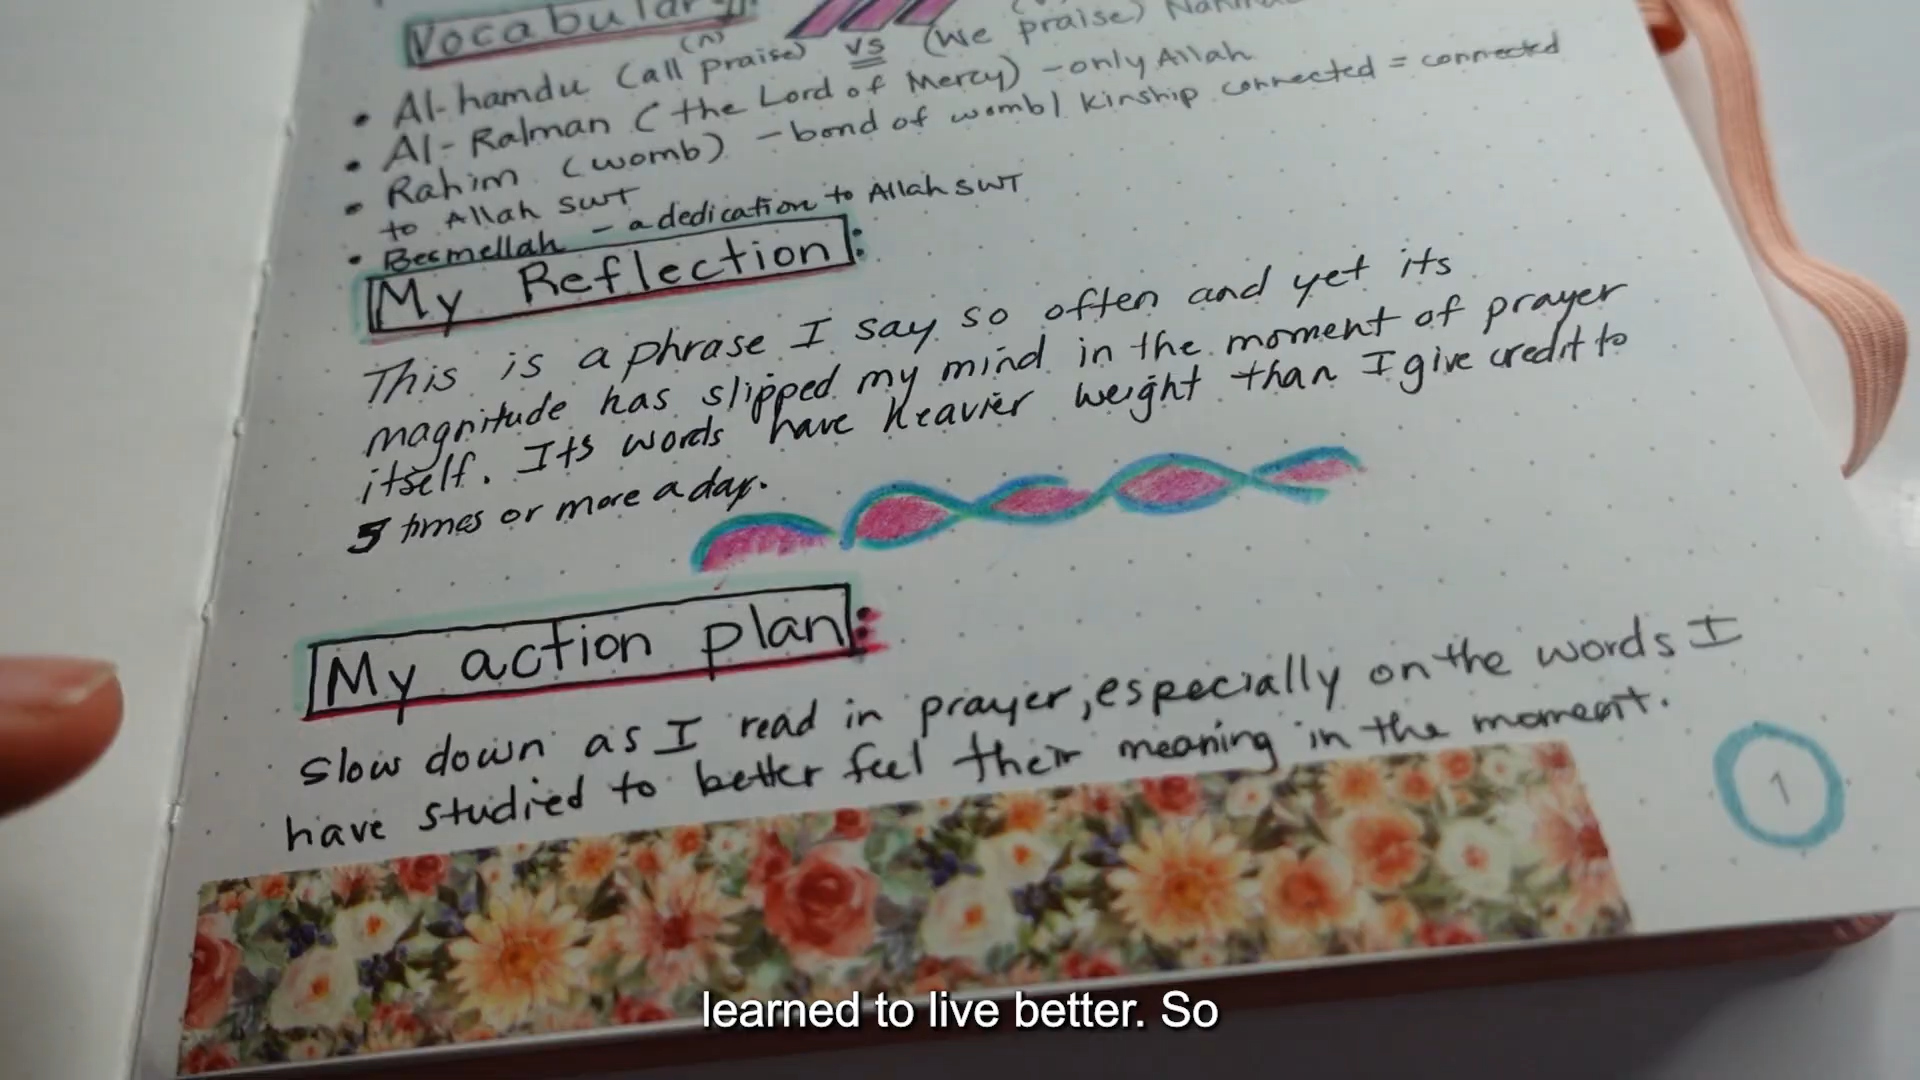 Vocabulary
(n)
Al-hamdu (all praise) vs (we praise)
Al-Ralman (the Lord of Mercy) - only Allah
Rahim (womb) - bond of womb/ kinship connected = connected
to Allah SWT
Besmellah - a dedication to Allah SWT
My Reflection:
This is a phrase I say so often and yet its
magnitude has slipped my mind in the moment of prayer
itself. Its words have heavier weight than I give credit to
5 times or more a day.
My action plan:
Slow down as I read in prayer, especially on the words I
have studied to better feel their meaning in the moment.
1
learned to live better. So